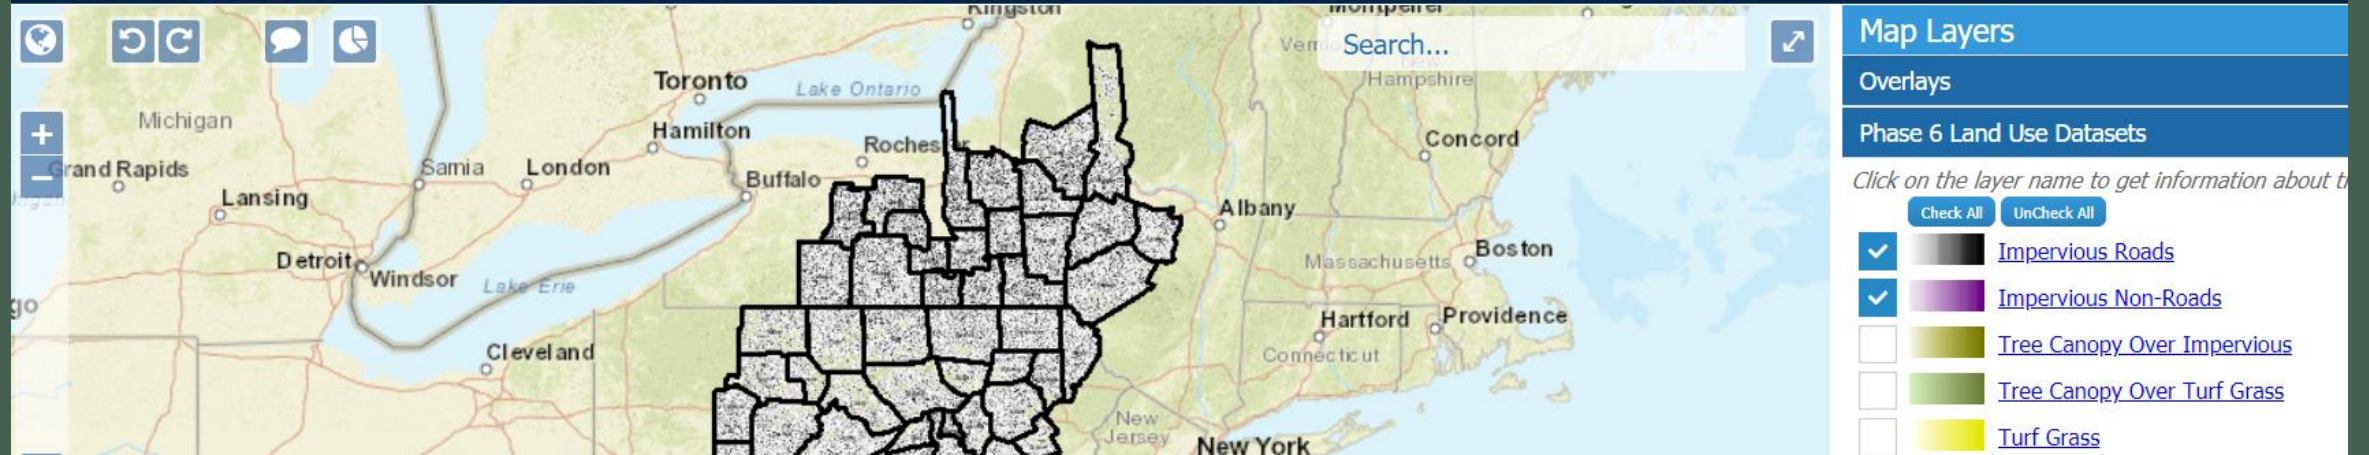 Kingston
Montpelier
Search...
Hampshire
Toronto
Lake Ontario
Michigan
Hamilton
Concord
Grand Rapids
Sarnia
London
Buffalo
Lansing
Albany
Detroit
Windsor
Lake Erie
Massachusetts
Boston
Hartford
Providence
Cleveland
Connecticut
New
Jersey
New York
Map Layers
Overlays
Phase 6 Land Use Datasets
Click on the layer name to get information about
Check All
UnCheck All
Impervious Roads
Impervious Non-Roads
Tree Canopy Over Impervious
Tree Canopy Over Turf Grass
Turf Grass